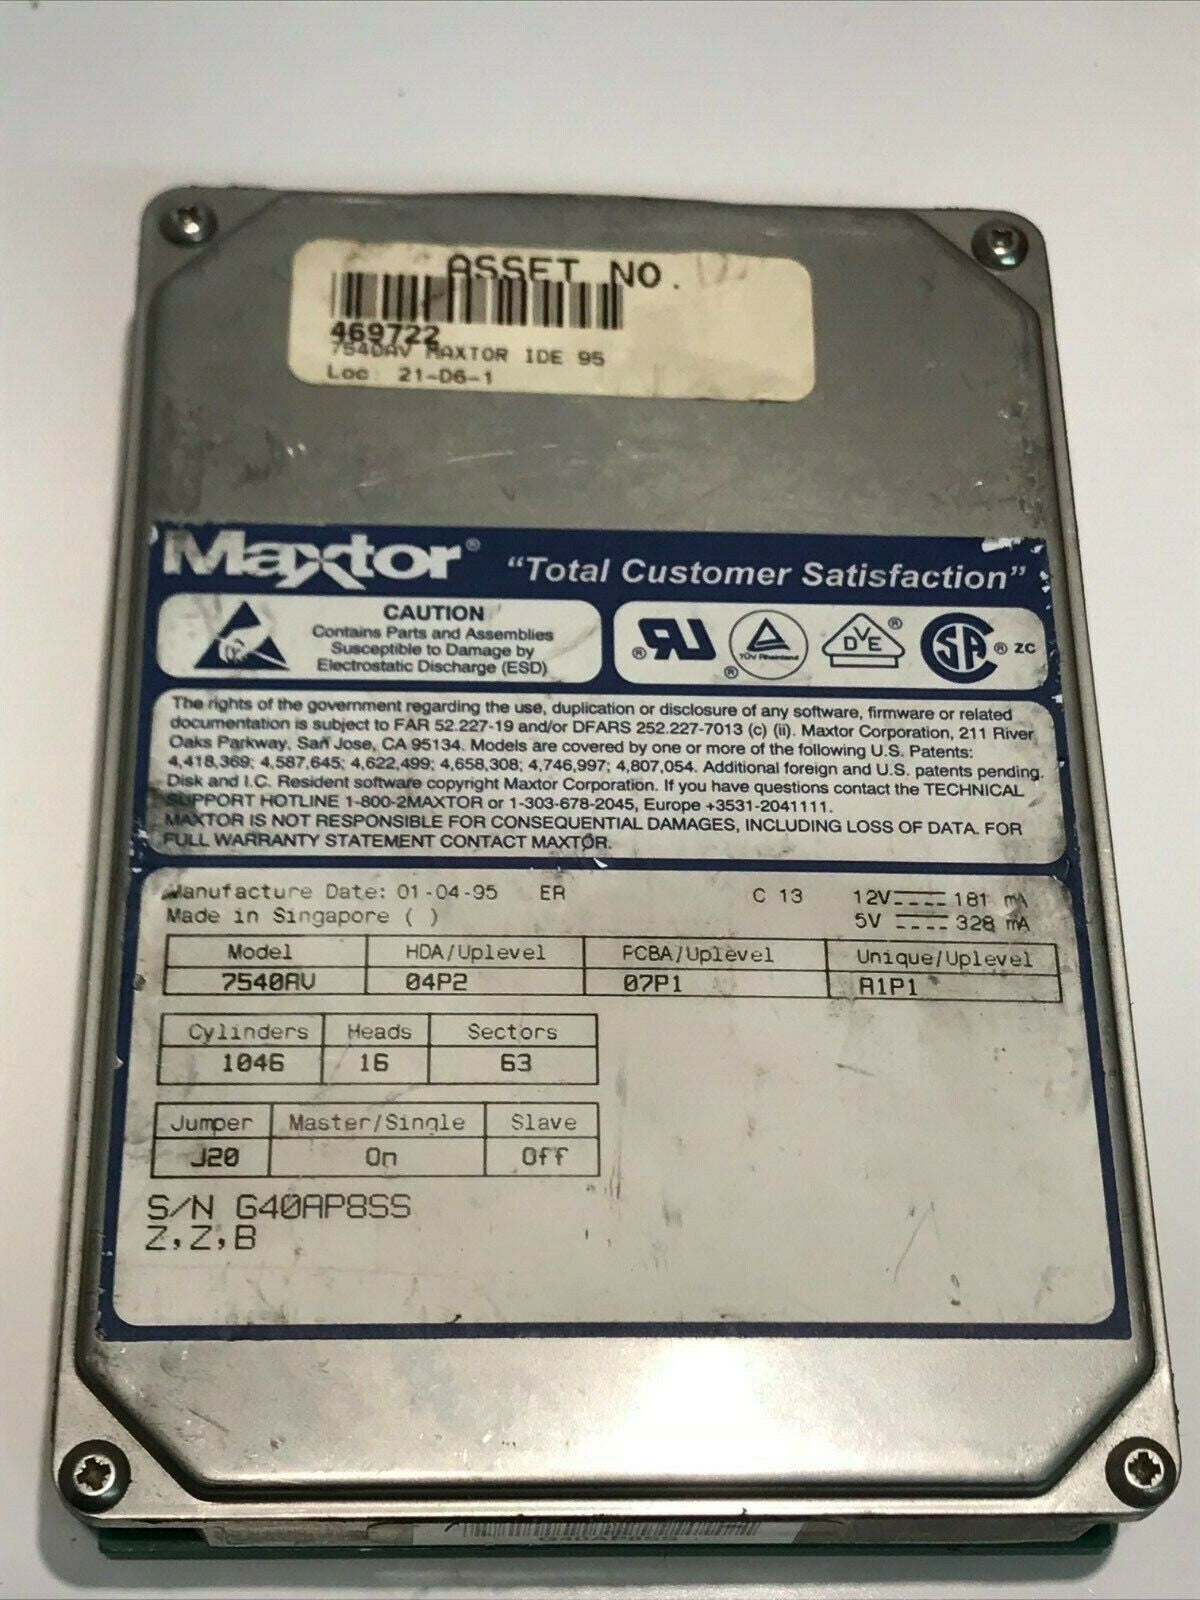 ASSET NO.
469722
7540AV MAXTOR IDE 95
Loc 21-D6-1
Maxtor® "Total Customer Satisfaction"
CAUTION
Contains Parts and Assemblies
Susceptible to Damage by
Electrostatic Discharge (ESD)
® TÜV Rheinland ® DVE ® SA ® ZC
The rights of the government regarding the use, duplication or disclosure of any software, firmware or related
documentation is subject to FAR 52.227-19 and/or DFARS 252.227-7013 (c) (ii). Maxtor Corporation, 211 River
Oaks Parkway, San Jose, CA 95134. Models are covered by one or more of the following U.S. Patents:
4,418,369; 4,587,645; 4,622,499; 4,658,308; 4,746,997; 4,807,054. Additional foreign and U.S. patents pending.
Disk and I.C. Resident software copyright Maxtor Corporation. If you have questions contact the TECHNICAL
SUPPORT HOTLINE 1-800-2MAXTOR or 1-303-678-2045, Europe +3531-2041111.
MAXTOR IS NOT RESPONSIBLE FOR CONSEQUENTIAL DAMAGES, INCLUDING LOSS OF DATA. FOR
FULL WARRANTY STATEMENT CONTACT MAXTOR.
Manufacture Date: 01-04-95 ER C 13 12V 181 mA
Made in Singapore ( ) 5V 328 mA
Model HDA/Uplevel PCBA/Uplevel Unique/Uplevel
7540AV 04P2 07P1 A1P1
Cylinders Heads Sectors
1046 16 63
Jumper Master/Single Slave
J20 On Off
S/N G40AP8SS
Z,Z,B
G40AP8SS